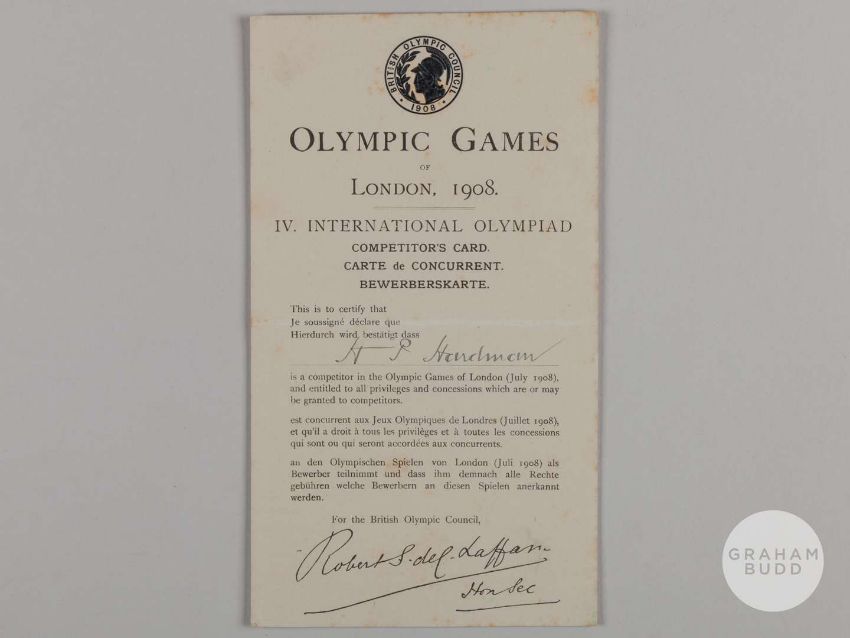 BRITISH OLYMPIC COUNCIL
· 1908 ·
OLYMPIC GAMES
OF
LONDON, 1908.
IV. INTERNATIONAL OLYMPIAD
COMPETITOR'S CARD.
CARTE de CONCURRENT.
BEWERBERSKARTE.
This is to certify that
Je soussigné déclare que
Hierdurch wird bestätigt dass
H P Hardman
is a competitor in the Olympic Games of London (July 1908),
and entitled to all privileges and concessions which are or may
be granted to competitors.
est concurrent aux Jeux Olympiques de Londres (Juillet 1908),
et qu'il a droit à tous les privilèges et à toutes les concessions
qui sont ou qui seront accordées aux concurrents.
an den Olympischen Spielen von London (Juli 1908) als
Bewerber teilnimmt und dass ihm demnach alle Rechte
gebühren welche Bewerbern an diesen Spielen anerkannt
werden.
For the British Olympic Council,
Robert S. de C. Laffan
Hon Sec
GRAHAM
BUDD